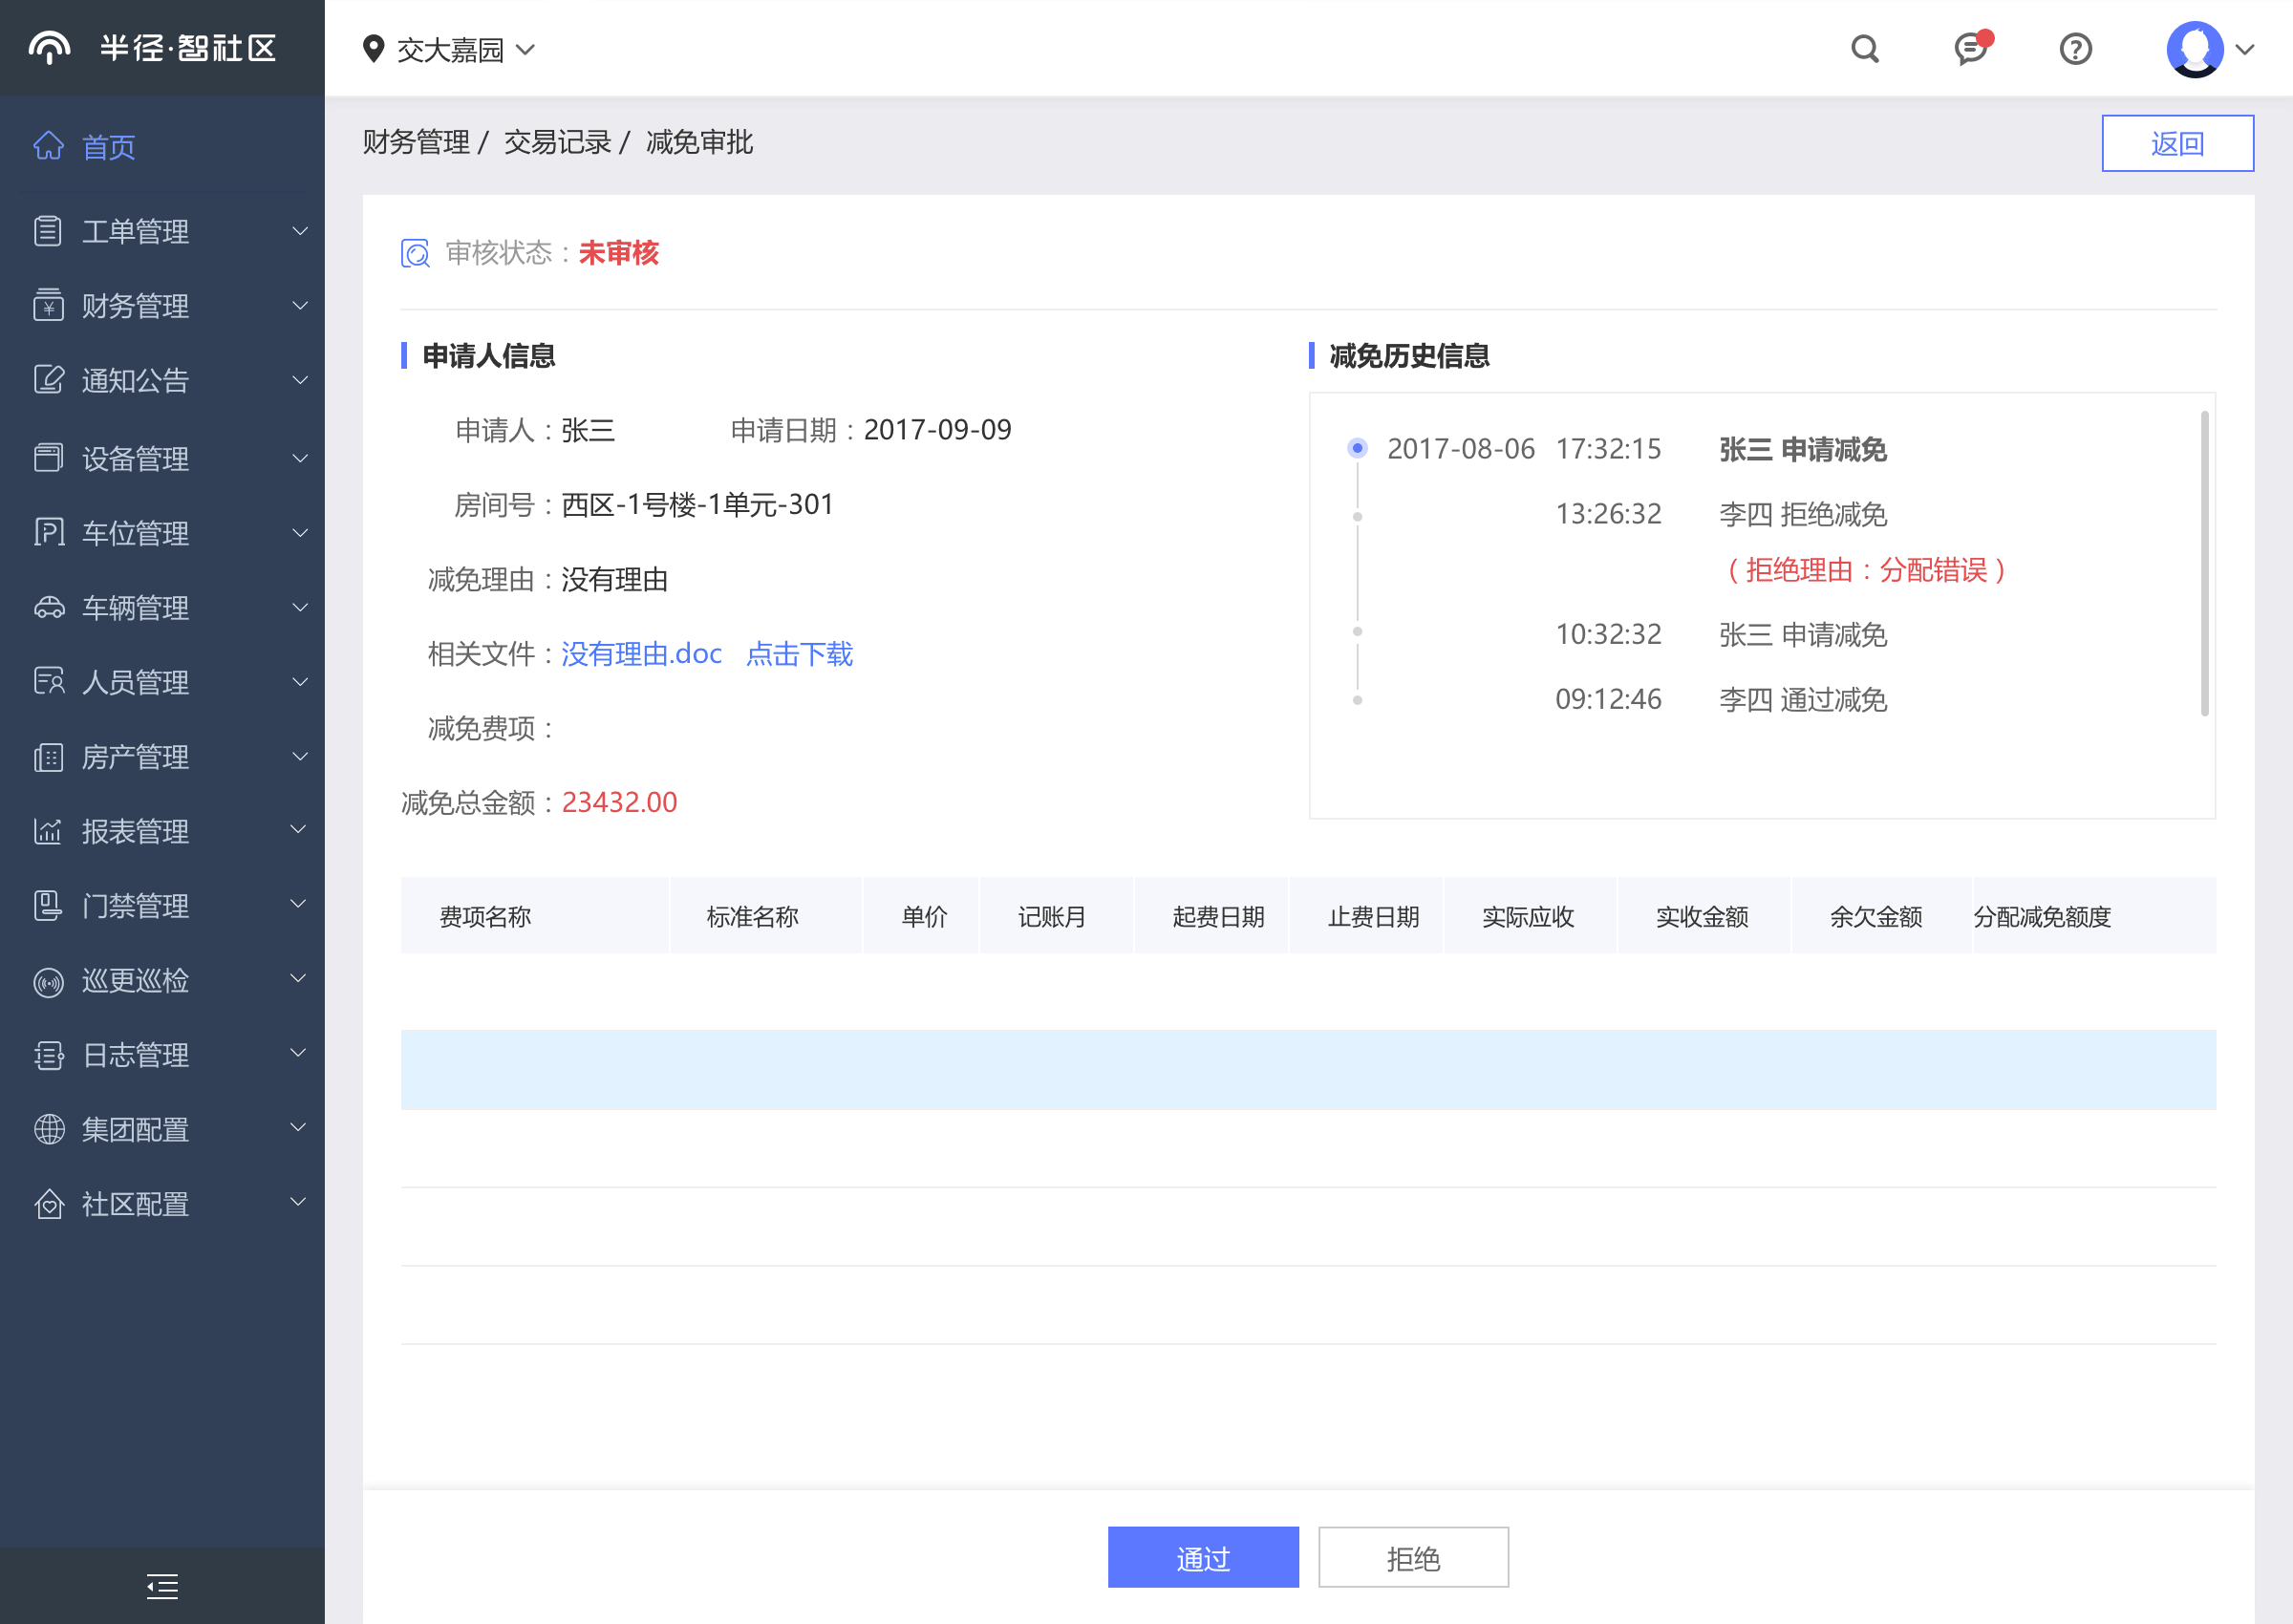 半径·智社区
交大嘉园
首页
工单管理
财务管理
通知公告
设备管理
车位管理
车辆管理
人员管理
房产管理
报表管理
门禁管理
巡更巡检
日志管理
集团配置
社区配置
财务管理 / 交易记录 / 减免审批
返回
审核状态：未审核
申请人信息
申请人：张三 申请日期：2017-09-09
房间号：西区-1号楼-1单元-301
减免理由：没有理由
相关文件：没有理由.doc 点击下载
减免费项：
减免总金额：23432.00
减免历史信息
2017-08-06 17:32:15 张三 申请减免
13:26:32 李四 拒绝减免
（拒绝理由：分配错误）
10:32:32 张三 申请减免
09:12:46 李四 通过减免
费项名称 标准名称 单价 记账月 起费日期 止费日期 实际应收 实收金额 余欠金额 分配减免额度
通过 拒绝